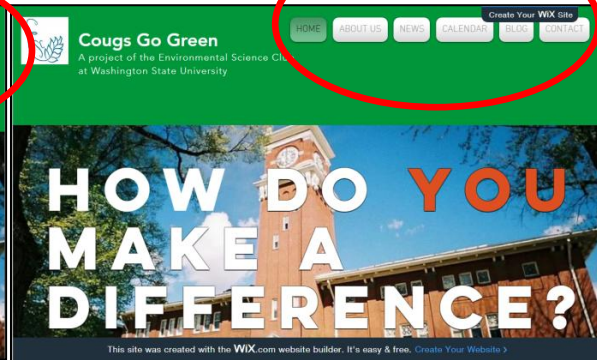 Create Your WiX Site
HOME ABOUT US NEWS CALENDAR BLOG CONTACT
Cougs Go Green
A project of the Environmental Science
at Washington State University
HOW DO YOU
MAKE A
DIFFERENCE?
This site was created with the WiX.com website builder. It's easy & free. Create Your Website >